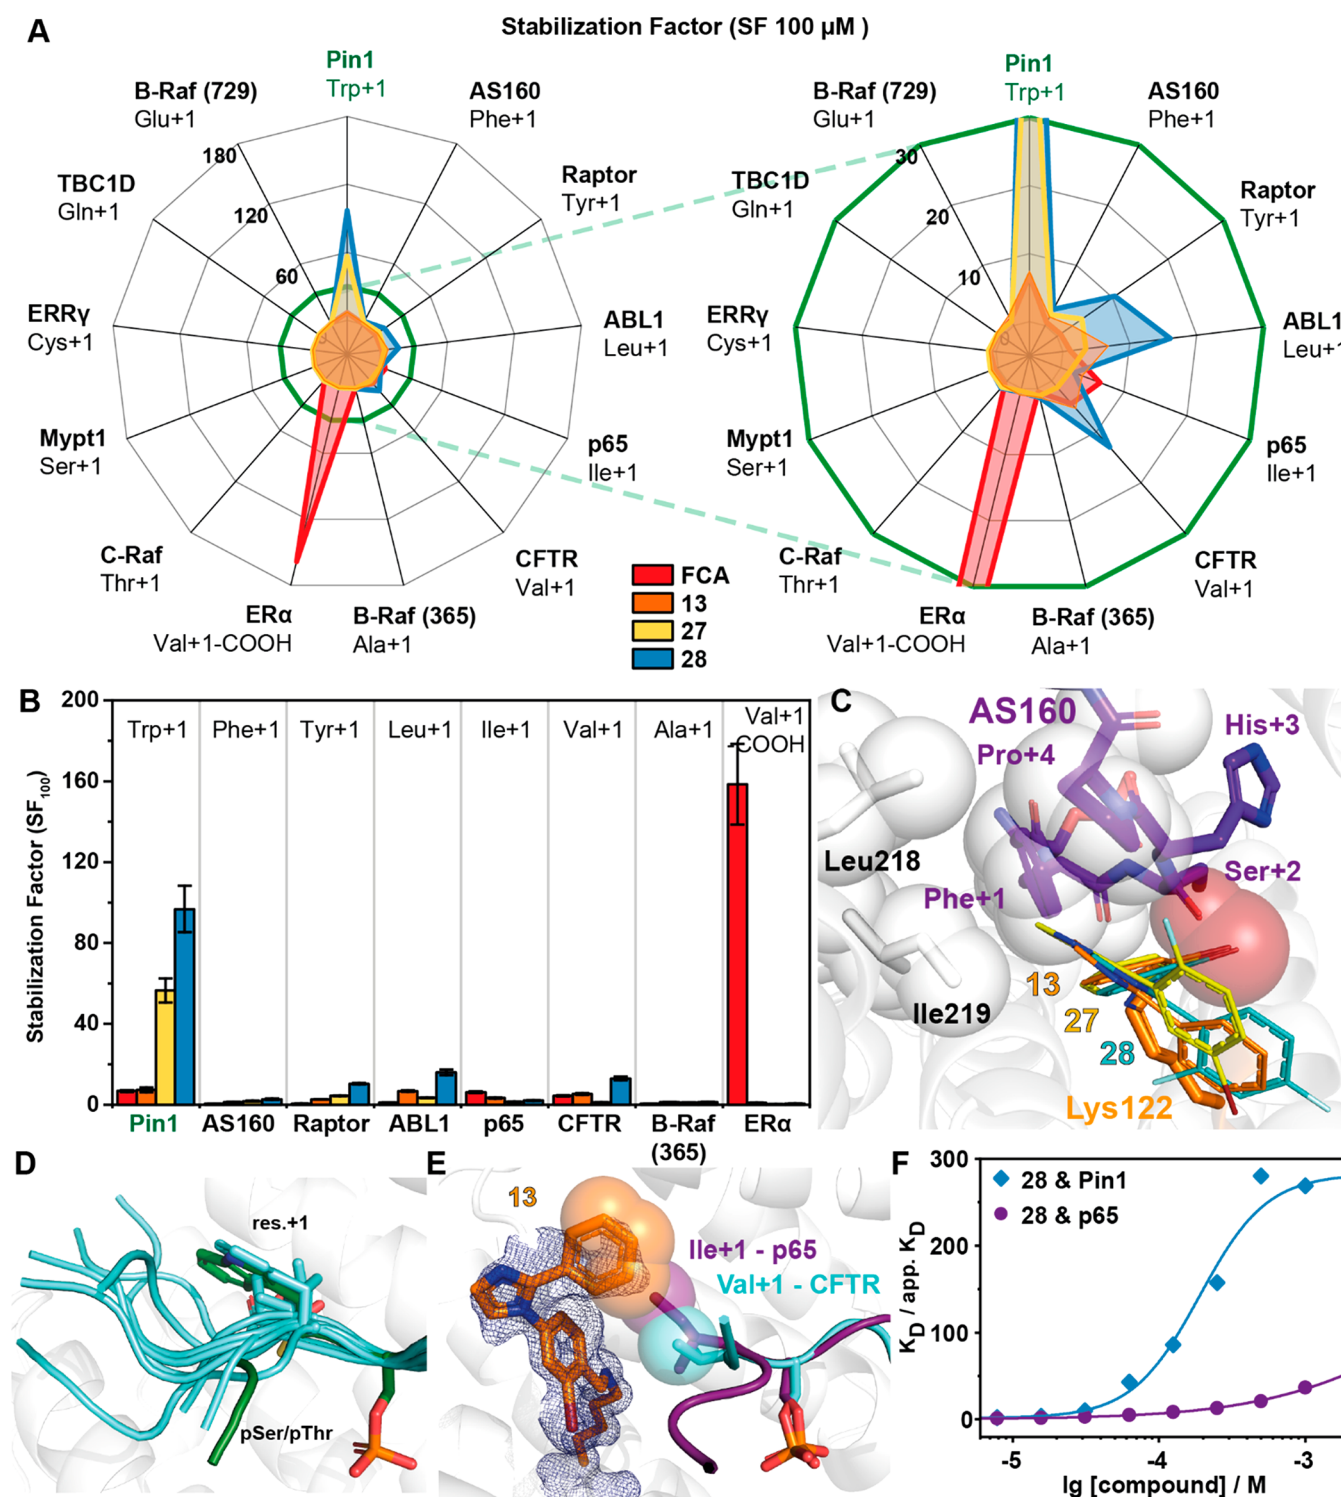 A
Stabilization Factor (SF 100 µM )
Pin1
Trp+1
AS160
Phe+1
Raptor
Tyr+1
ABL1
Leu+1
p65
Ile+1
CFTR
Val+1
B-Raf (365)
Ala+1
ERα
Val+1-COOH
C-Raf
Thr+1
Mypt1
Ser+1
ERRγ
Cys+1
TBC1D
Gln+1
B-Raf (729)
Glu+1
180
120
60
Pin1
Trp+1
AS160
Phe+1
Raptor
Tyr+1
ABL1
Leu+1
p65
Ile+1
CFTR
Val+1
B-Raf (365)
Ala+1
ERα
Val+1-COOH
C-Raf
Thr+1
Mypt1
Ser+1
ERRγ
Cys+1
TBC1D
Gln+1
B-Raf (729)
Glu+1
30
20
10
0
FCA
13
27
28
B
Stabilization Factor (SF100)
200
160
120
80
40
0
Trp+1
Phe+1
Tyr+1
Leu+1
Ile+1
Val+1
Ala+1
Val+1
-COOH
Pin1
AS160
Raptor
ABL1
p65
CFTR
B-Raf
(365)
ERα
C
AS160
Pro+4
His+3
Leu218
Phe+1
Ser+2
Ile219
13
27
28
Lys122
D
res.+1
pSer/pThr
E
13
Ile+1 - p65
Val+1 - CFTR
F
KD / app. KD
300
200
100
0
28 & Pin1
28 & p65
-5
-4
-3
lg [compound] / M